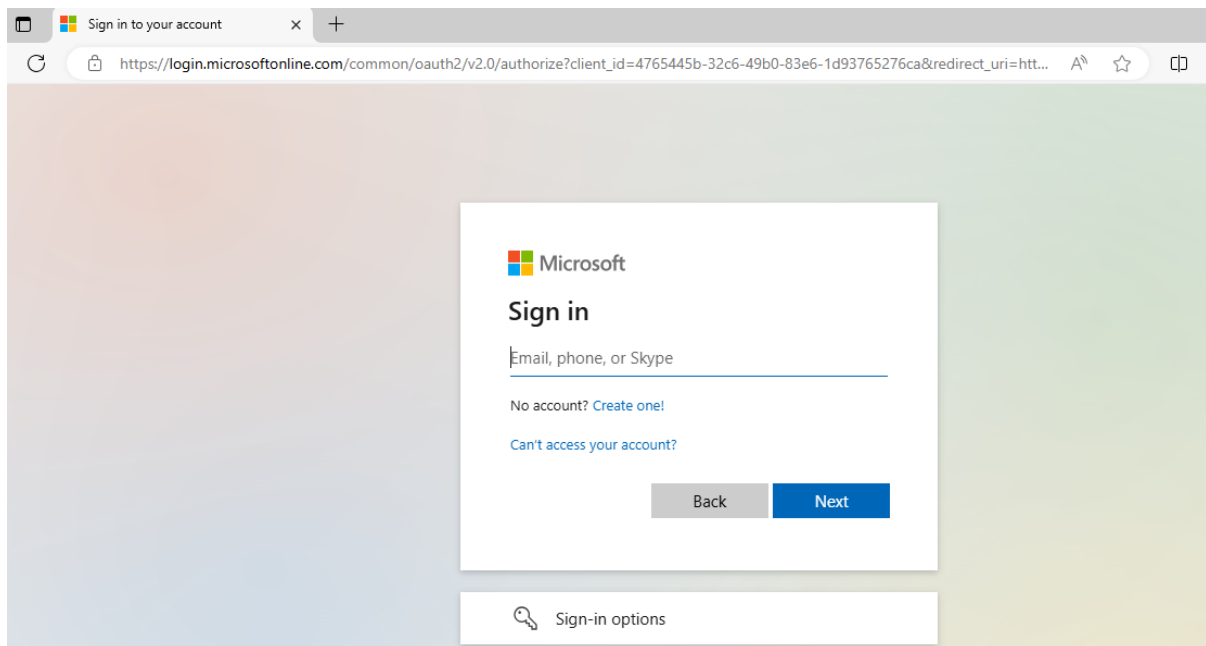 Sign in to your account
https://login.microsoftonline.com/common/oauth2/v2.0/authorize?client_id=4765445b-32c6-49b0-83e6-1d93765276ca&redirect_uri=htt...
Microsoft
Sign in
Email, phone, or Skype
No account? Create one!
Can't access your account?
Back Next
Sign-in options